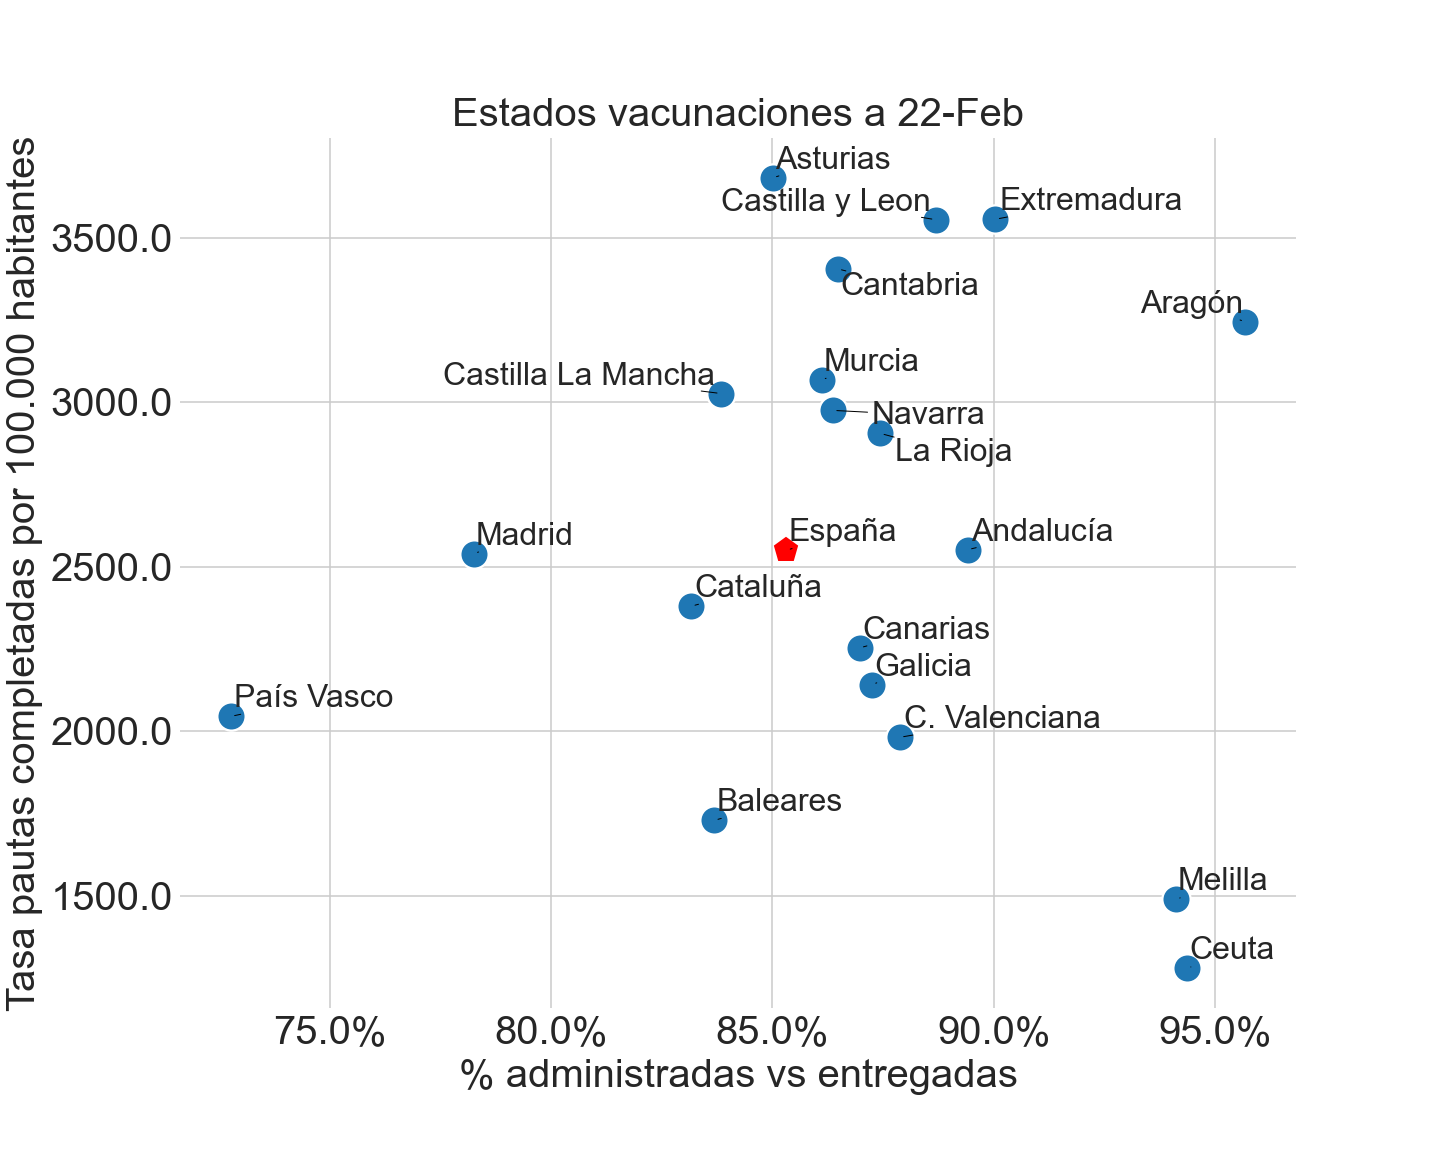 Estados vacunaciones a 22-Feb
Tasa pautas completadas por 100.000 habitantes
3500.0
3000.0
2500.0
2000.0
1500.0
Asturias
Castilla y Leon
Extremadura
Cantabria
Aragón
Murcia
Castilla La Mancha
Navarra
La Rioja
Madrid
España
Andalucía
Cataluña
Canarias
Galicia
País Vasco
C. Valenciana
Baleares
Melilla
Ceuta
75.0% 80.0% 85.0% 90.0% 95.0%
% administradas vs entregadas